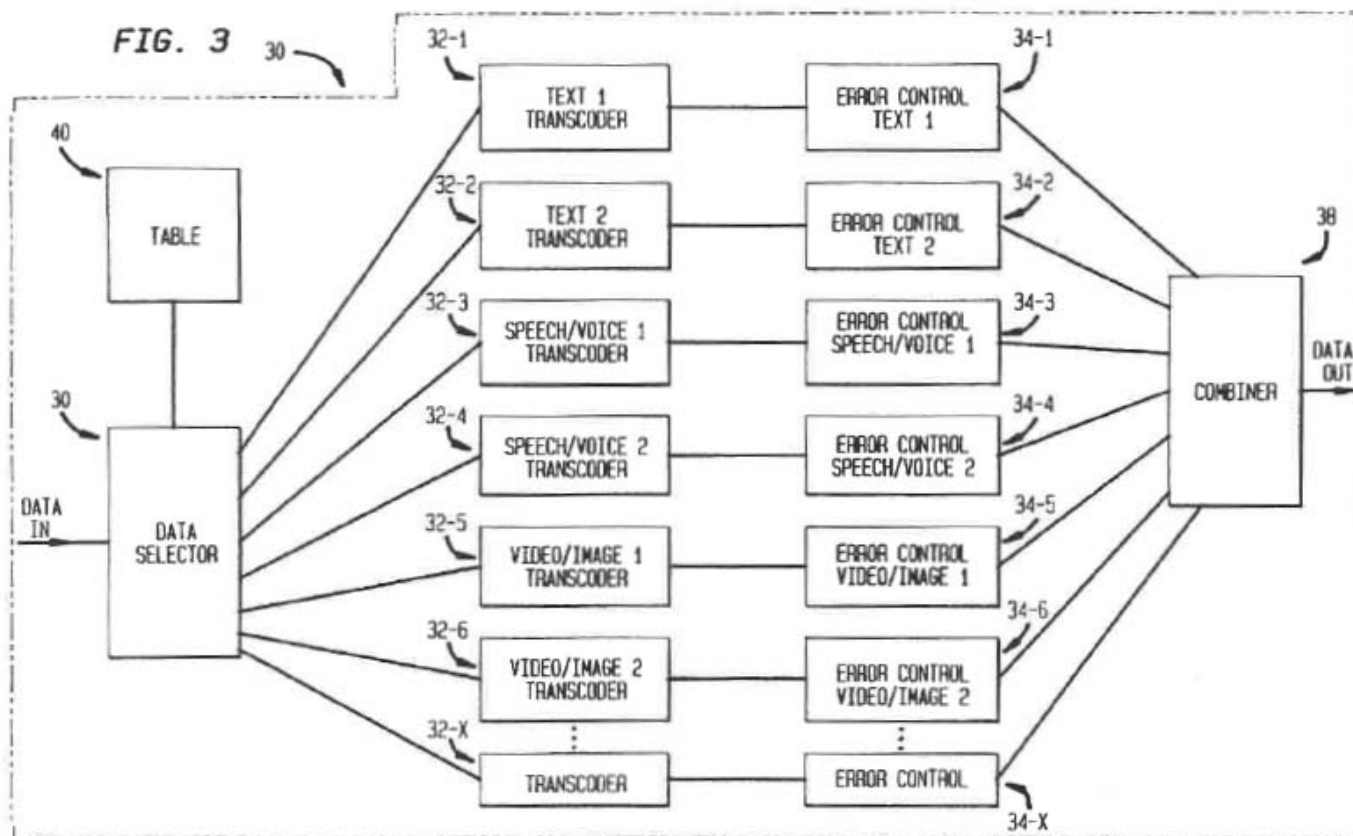 FIG. 3
30
32-1
34-1
TEXT 1
TRANSCODER
ERROR CONTROL
TEXT 1
40
TABLE
32-2
34-2
TEXT 2
TRANSCODER
ERROR CONTROL
TEXT 2
38
32-3
34-3
SPEECH/VOICE 1
TRANSCODER
ERROR CONTROL
SPEECH/VOICE 1
COMBINER
DATA
OUT
30
32-4
34-4
SPEECH/VOICE 2
TRANSCODER
ERROR CONTROL
SPEECH/VOICE 2
DATA
IN
DATA
SELECTOR
32-5
34-5
VIDEO/IMAGE 1
TRANSCODER
ERROR CONTROL
VIDEO/IMAGE 1
32-6
34-6
VIDEO/IMAGE 2
TRANSCODER
ERROR CONTROL
VIDEO/IMAGE 2
32-X
TRANSCODER
ERROR CONTROL
34-X